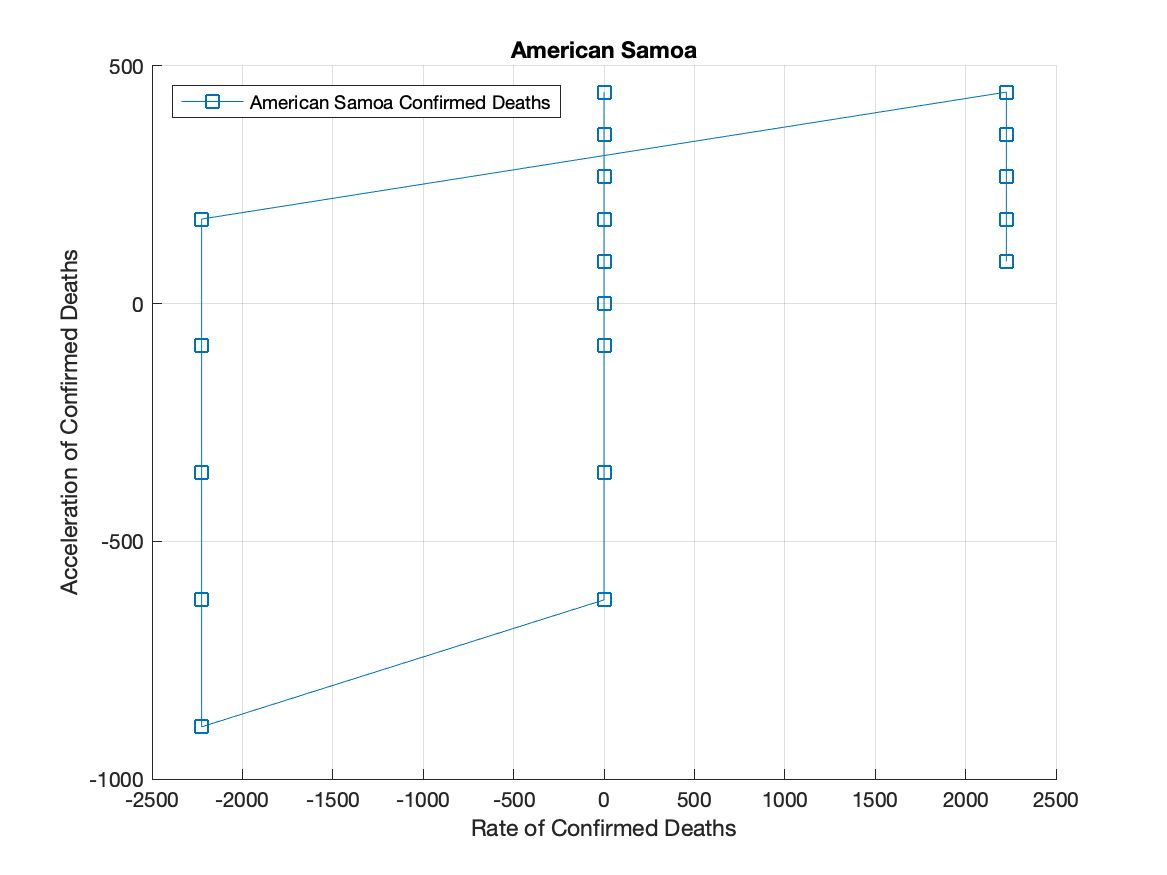 American Samoa
American Samoa Confirmed Deaths
500
0
-500
-1000
Acceleration of Confirmed Deaths
-2500 -2000 -1500 -1000 -500 0 500 1000 1500 2000 2500
Rate of Confirmed Deaths